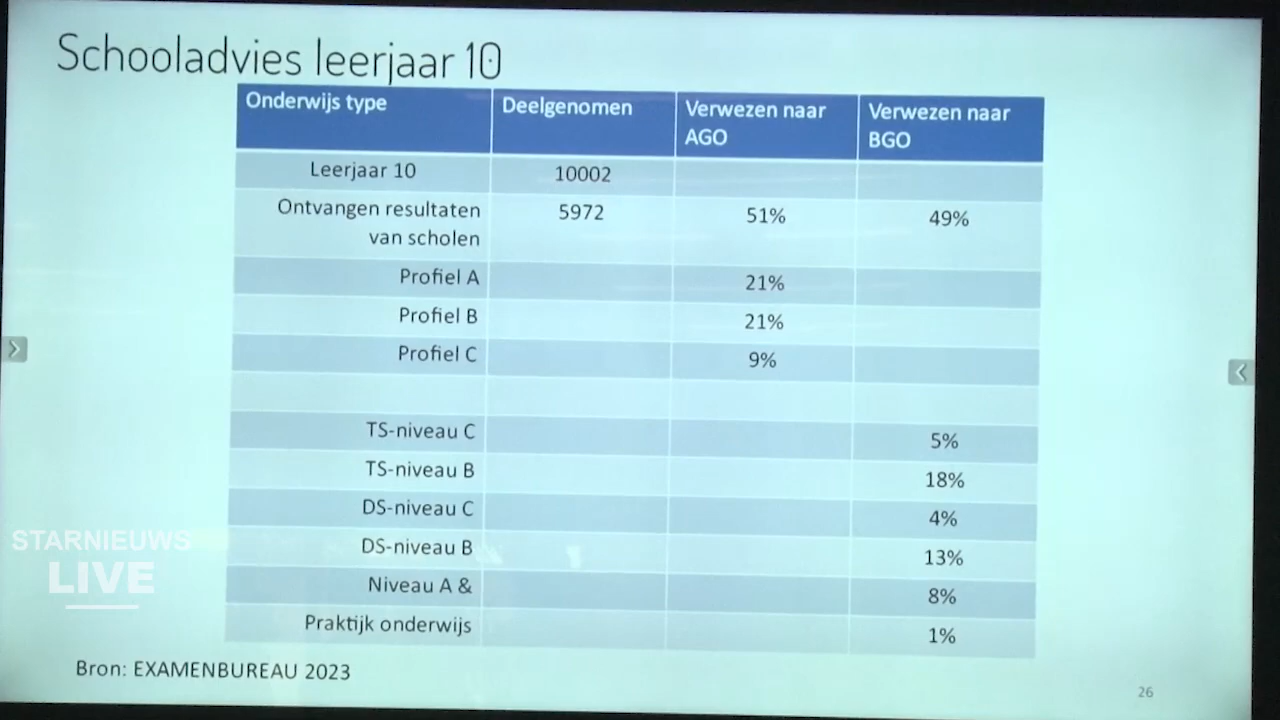 Schooladvies leerjaar 10
Onderwijs type Deelgenomen Verwezen naar AGO Verwezen naar BGO
Leerjaar 10 10002
Ontvangen resultaten van scholen 5972 51% 49%
Profiel A 21%
Profiel B 21%
Profiel C 9%
TS-niveau C 5%
TS-niveau B 18%
DS-niveau C 4%
DS-niveau B 13%
Niveau A & 8%
Praktijk onderwijs 1%
STARNIEUWS
LIVE
Bron: EXAMENBUREAU 2023
26